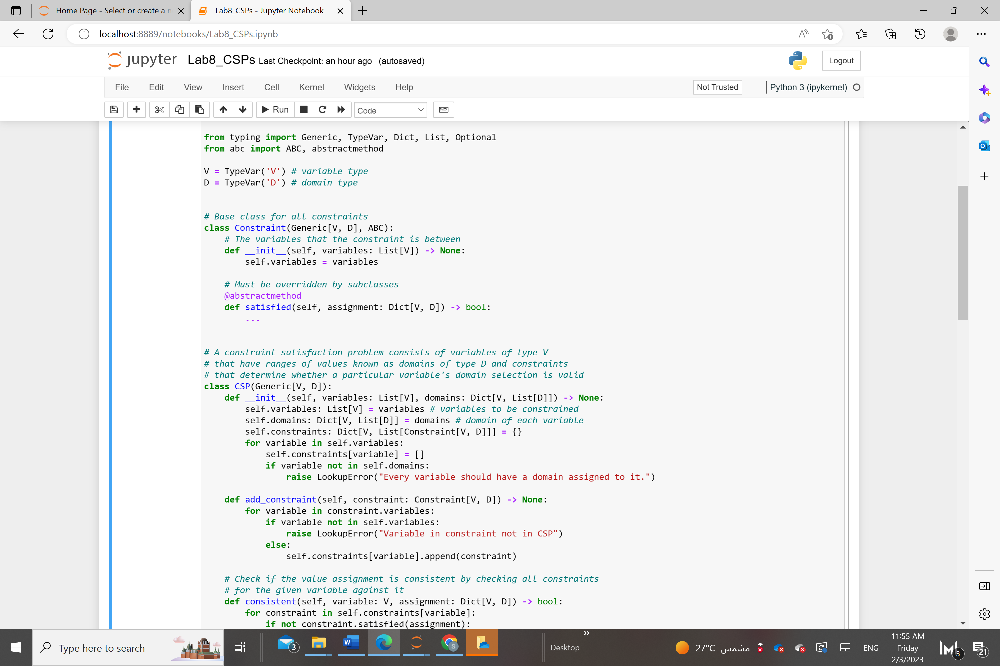 Home Page - Select or create a n
Lab8_CSPs - Jupyter Notebook
localhost:8889/notebooks/Lab8_CSPs.ipynb
jupyter Lab8_CSPs Last Checkpoint: an hour ago (autosaved)
Logout
File Edit View Insert Cell Kernel Widgets Help
Not Trusted
Python 3 (ipykernel)
Run
Code
from typing import Generic, TypeVar, Dict, List, Optional
from abc import ABC, abstractmethod
V = TypeVar('V') # variable type
D = TypeVar('D') # domain type
# Base class for all constraints
class Constraint(Generic[V, D], ABC):
    # The variables that the constraint is between
    def __init__(self, variables: List[V]) -> None:
        self.variables = variables
    # Must be overridden by subclasses
    @abstractmethod
    def satisfied(self, assignment: Dict[V, D]) -> bool:
        ...
# A constraint satisfaction problem consists of variables of type V
# that have ranges of values known as domains of type D and constraints
# that determine whether a particular variable's domain selection is valid
class CSP(Generic[V, D]):
    def __init__(self, variables: List[V], domains: Dict[V, List[D]]) -> None:
        self.variables: List[V] = variables # variables to be constrained
        self.domains: Dict[V, List[D]] = domains # domain of each variable
        self.constraints: Dict[V, List[Constraint[V, D]]] = {}
        for variable in self.variables:
            self.constraints[variable] = []
            if variable not in self.domains:
                raise LookupError("Every variable should have a domain assigned to it.")
    def add_constraint(self, constraint: Constraint[V, D]) -> None:
        for variable in constraint.variables:
            if variable not in self.variables:
                raise LookupError("Variable in constraint not in CSP")
            else:
                self.constraints[variable].append(constraint)
    # Check if the value assignment is consistent by checking all constraints
    # for the given variable against it
    def consistent(self, variable: V, assignment: Dict[V, D]) -> bool:
        for constraint in self.constraints[variable]:
            if not constraint.satisfied(assignment):
Type here to search
3
W
S
Desktop
»
27°C مشمس
ENG
11:55 AM
Friday
2/3/2023
3
21